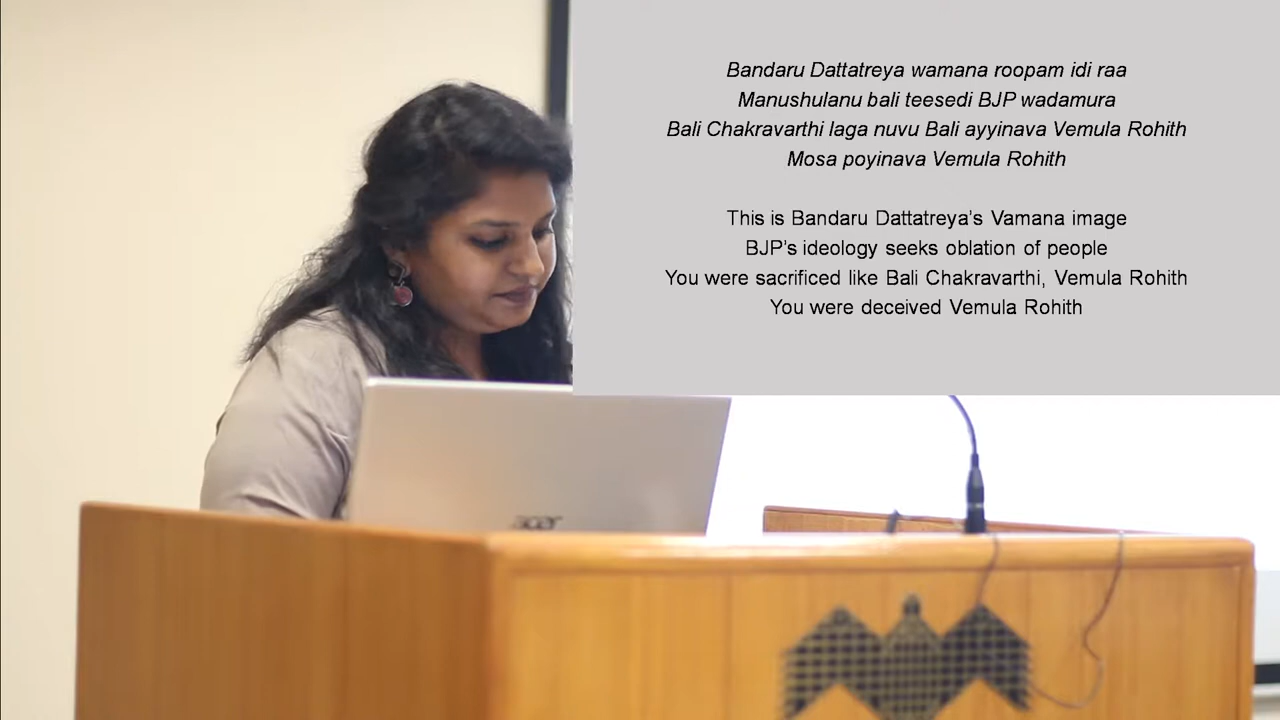 Bandaru Dattatreya wamana roopam idi raa
Manushulanu bali teesedi BJP wadamura
Bali Chakravarthi laga nuvu Bali ayyinava Vemula Rohith
Mosa poyinava Vemula Rohith
This is Bandaru Dattatreya's Vamana image
BJP's ideology seeks oblation of people
You were sacrificed like Bali Chakravarthi, Vemula Rohith
You were deceived Vemula Rohith
acer